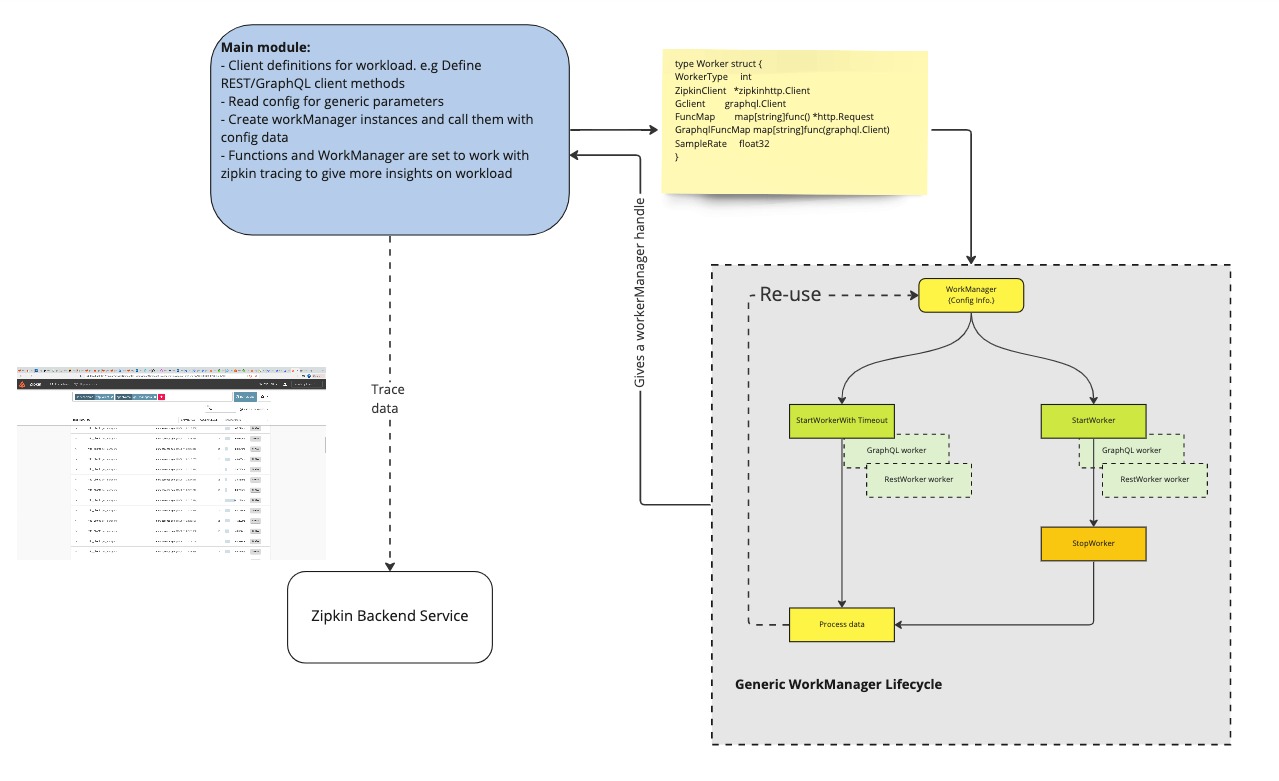 Main module:
- Client definitions for workload. e.g Define
REST/GraphQL client methods
- Read config for generic parameters
- Create workManager instances and call them with
config data
- Functions and WorkManager are set to work with
zipkin tracing to give more insights on workload
type Worker struct {
WorkerType int
ZipkinClient *zipkinhttp.Client
Gclient graphql.Client
FuncMap map[string]func() *http.Request
GraphqlFuncMap map[string]func(graphql.Client)
SampleRate float32
}
Gives a workerManager handle
Trace
data
Zipkin Backend Service
Re-use
WorkManager
{Config Info.}
StartWorkerWith Timeout
GraphQL worker
RestWorker worker
StartWorker
GraphQL worker
RestWorker worker
StopWorker
Process data
Generic WorkManager Lifecycle